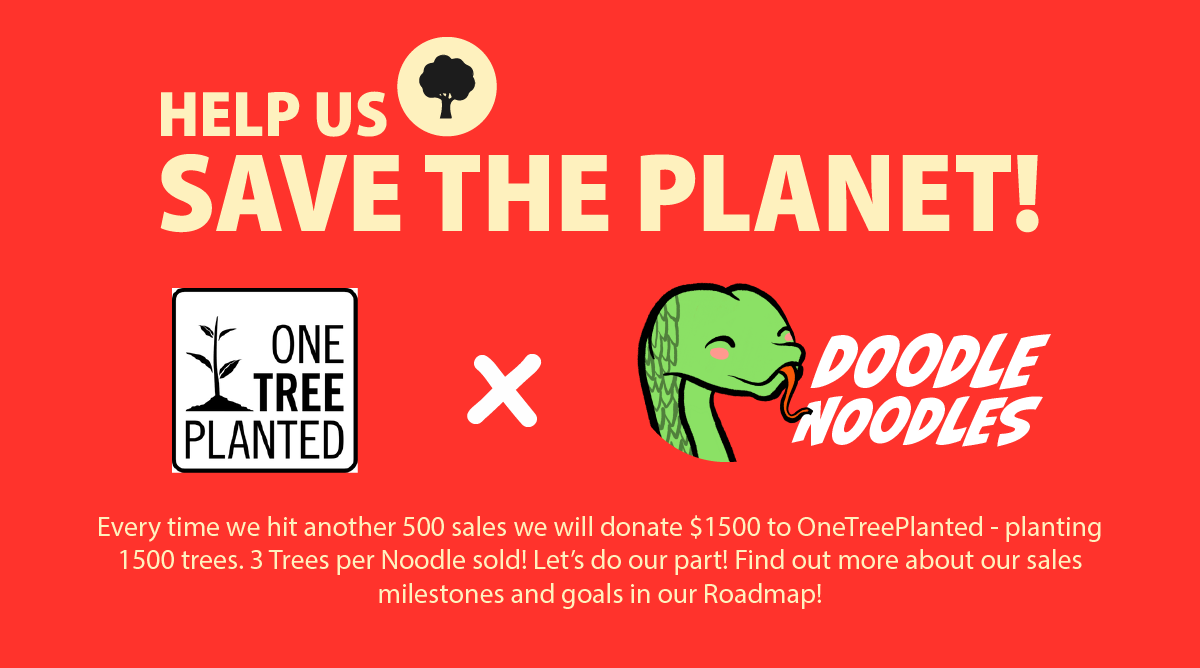 HELP US
SAVE THE PLANET!
ONE
TREE
PLANTED
DOODLE
NOODLES
Every time we hit another 500 sales we will donate $1500 to OneTreePlanted - planting
1500 trees. 3 Trees per Noodle sold! Let’s do our part! Find out more about our sales
milestones and goals in our Roadmap!